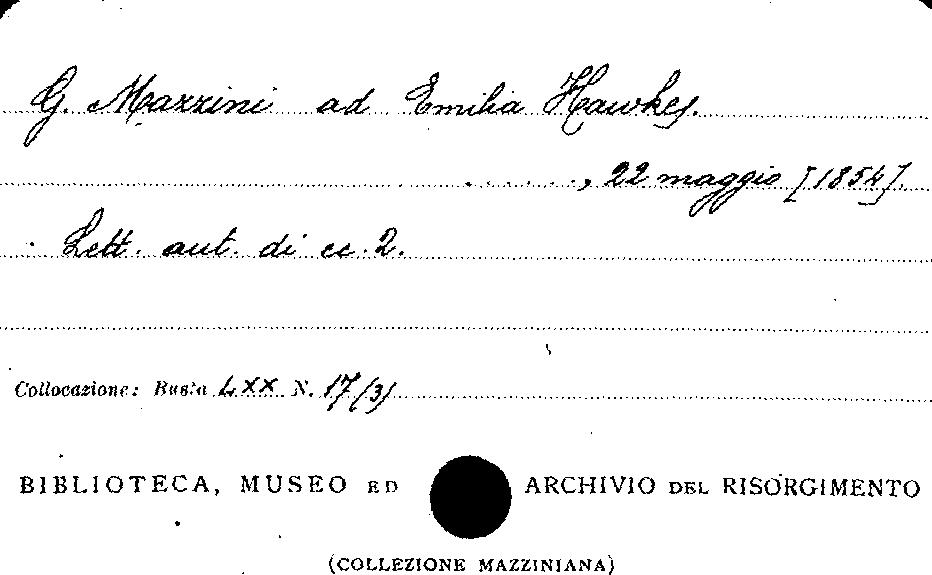 G. Mazzini ad Emilia Hawkes.
. . . . . ., 22 maggio [1854].
Lett. aut. di cc. 2.
Collocazione: Busta LXX N. 17(3)
BIBLIOTECA, MUSEO ED ARCHIVIO DEL RISORGIMENTO
(COLLEZIONE MAZZINIANA)